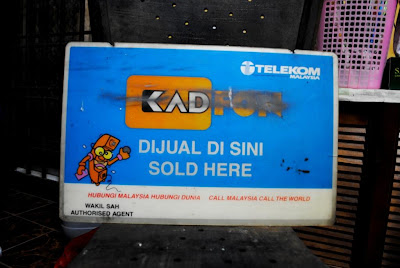 TELEKOM
MALAYSIA
KADFON
DIJUAL DI SINI
SOLD HERE
HUBUNGI MALAYSIA HUBUNGI DUNIA CALL MALAYSIA CALL THE WORLD
WAKIL SAH
AUTHORISED AGENT